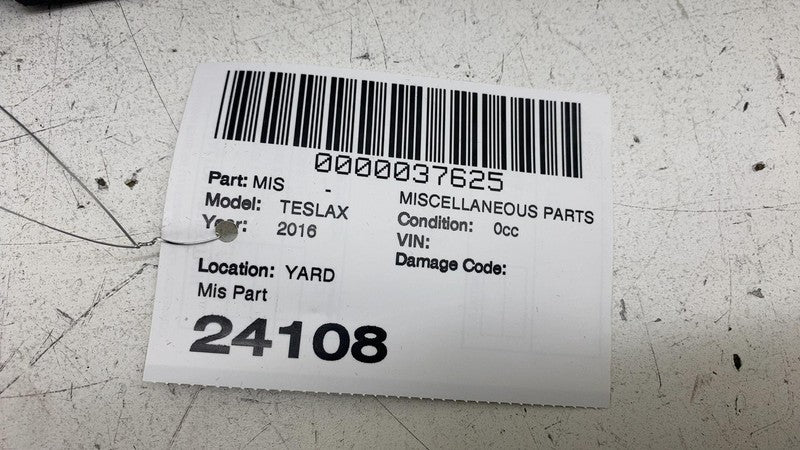 0000037625
Part: MIS - MISCELLANEOUS PARTS
Model: TESLAX Condition: 0cc
Year: 2016 VIN:
Damage Code:
Location: YARD
Mis Part
24108